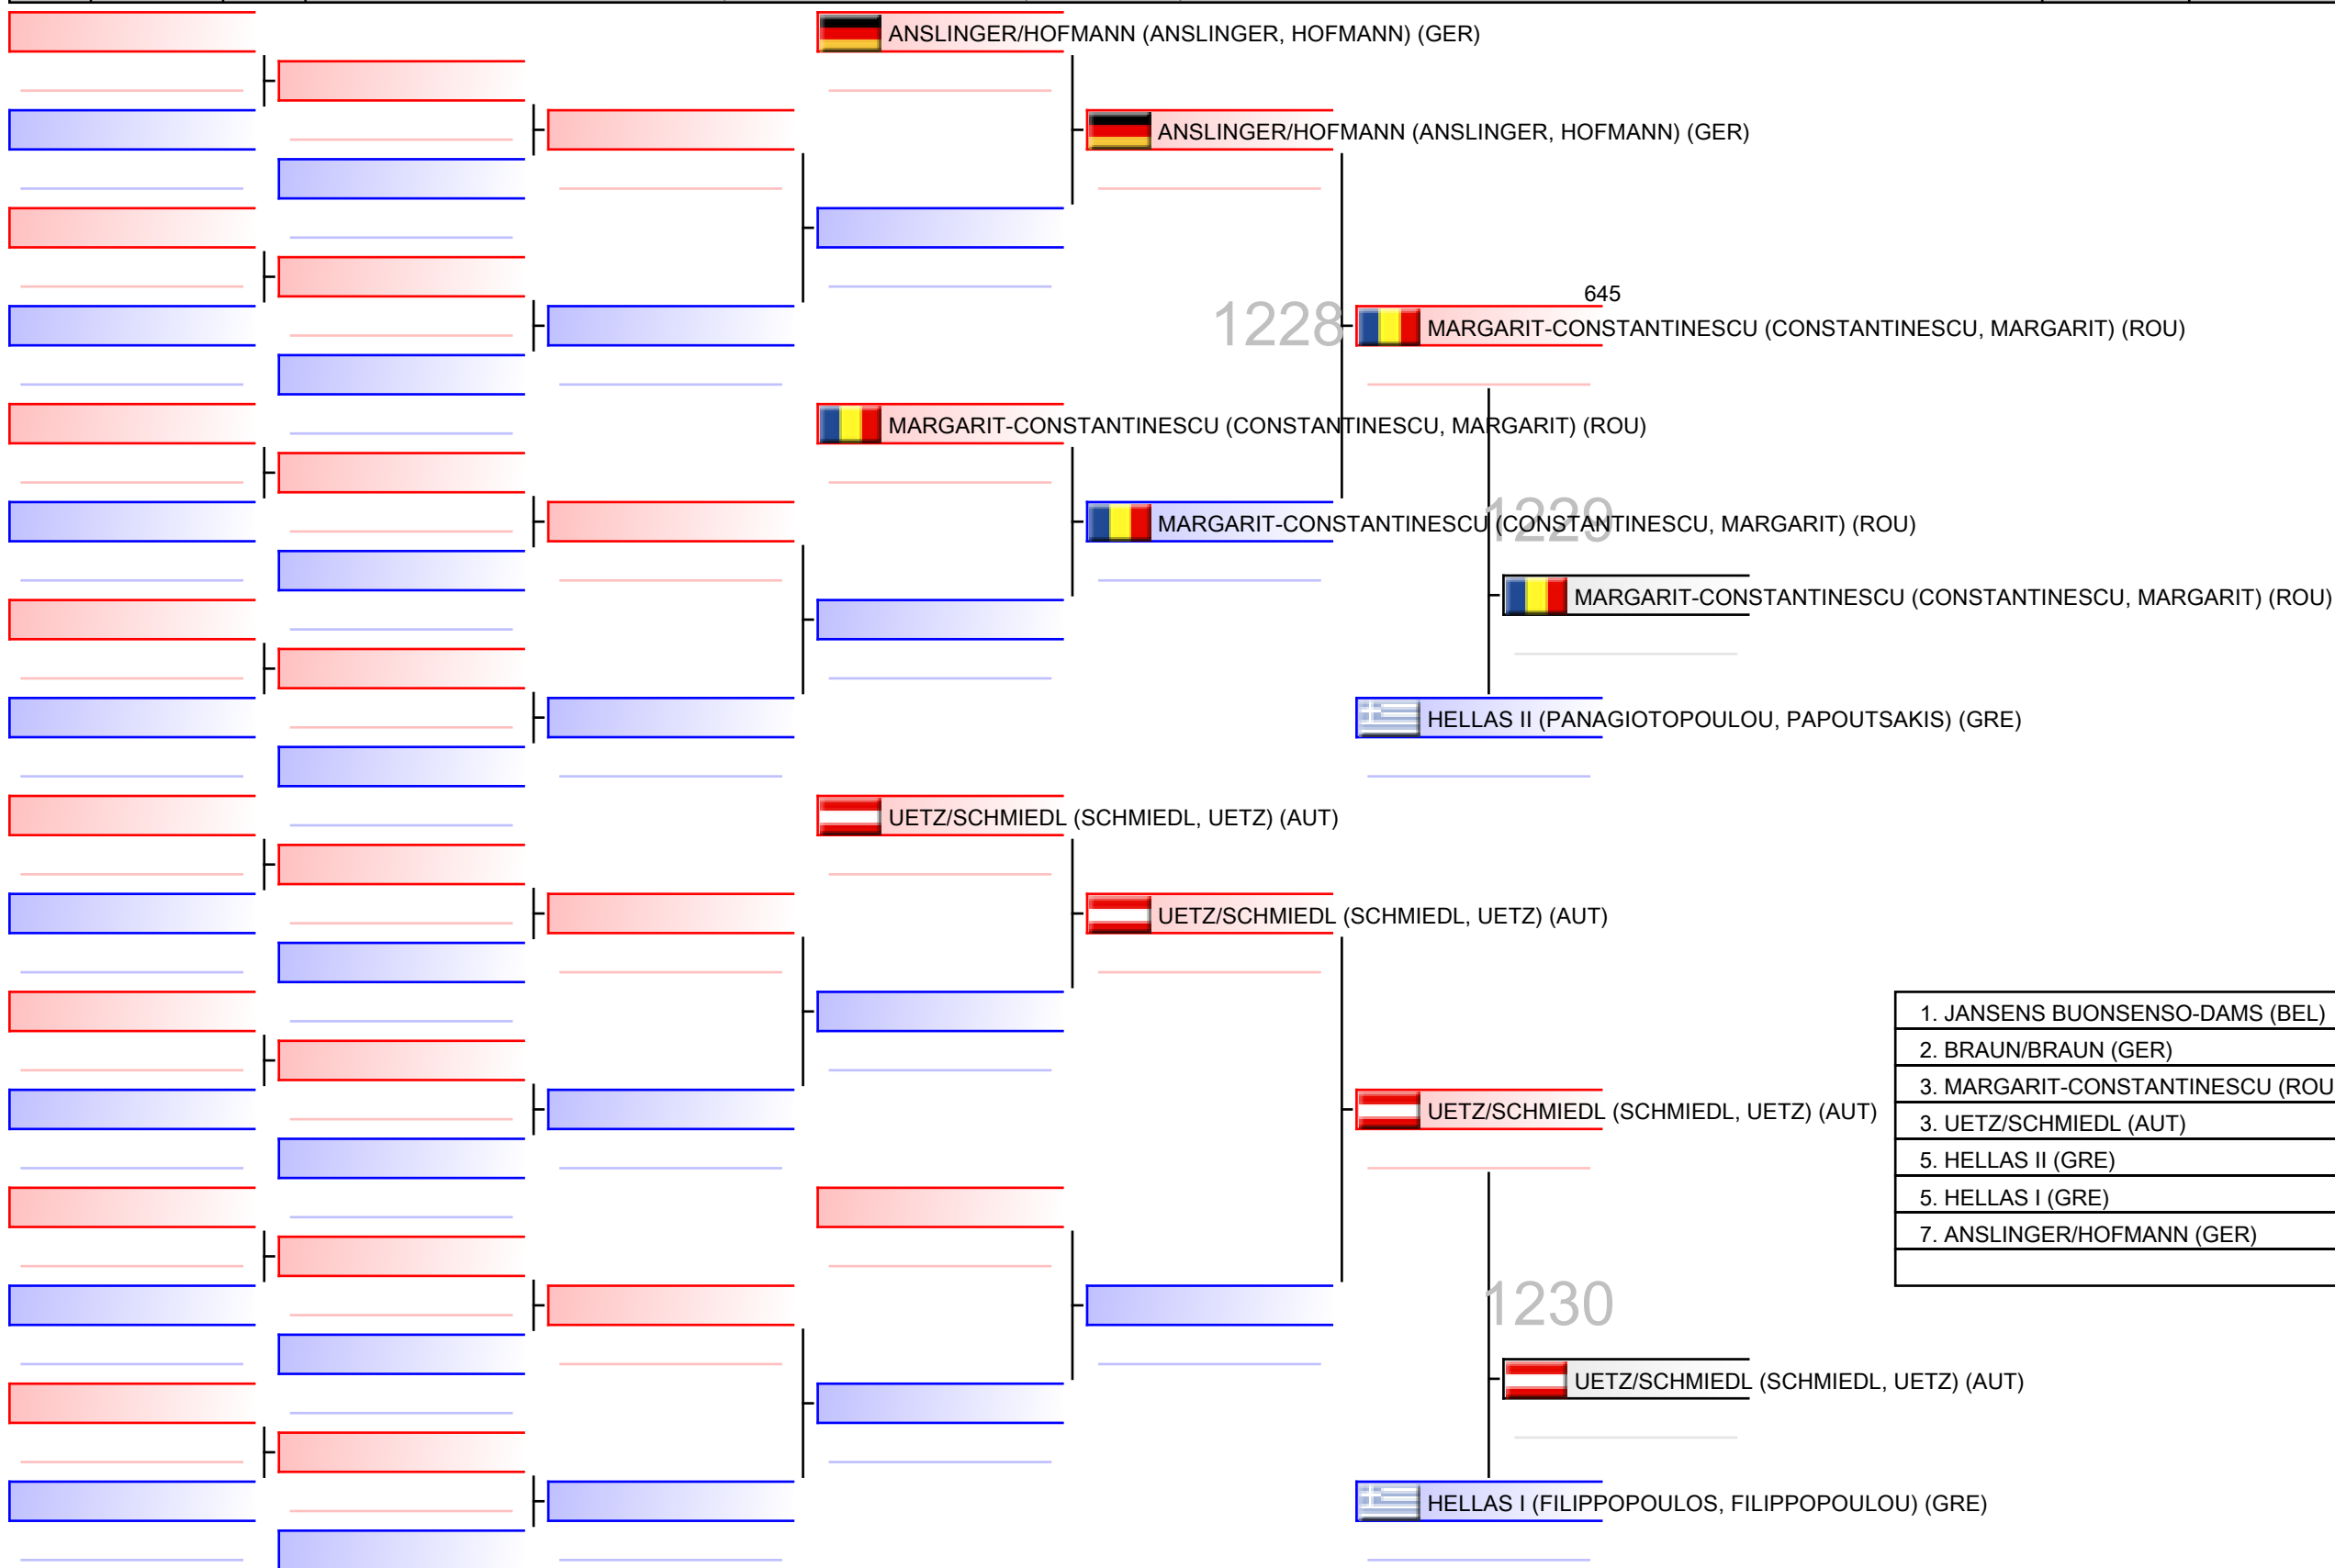 ANSLINGER/HOFMANN (ANSLINGER, HOFMANN) (GER)
ANSLINGER/HOFMANN (ANSLINGER, HOFMANN) (GER)
645
1228
MARGARIT-CONSTANTINESCU (CONSTANTINESCU, MARGARIT) (ROU)
MARGARIT-CONSTANTINESCU (CONSTANTINESCU, MARGARIT) (ROU)
1229
MARGARIT-CONSTANTINESCU (CONSTANTINESCU, MARGARIT) (ROU)
MARGARIT-CONSTANTINESCU (CONSTANTINESCU, MARGARIT) (ROU)
HELLAS II (PANAGIOTOPOULOU, PAPOUTSAKIS) (GRE)
UETZ/SCHMIEDL (SCHMIEDL, UETZ) (AUT)
UETZ/SCHMIEDL (SCHMIEDL, UETZ) (AUT)
1. JANSENS BUONSENSO-DAMS (BEL)
2. BRAUN/BRAUN (GER)
3. MARGARIT-CONSTANTINESCU (ROU
UETZ/SCHMIEDL (SCHMIEDL, UETZ) (AUT)
3. UETZ/SCHMIEDL (AUT)
5. HELLAS II (GRE)
5. HELLAS I (GRE)
7. ANSLINGER/HOFMANN (GER)
1230
UETZ/SCHMIEDL (SCHMIEDL, UETZ) (AUT)
HELLAS I (FILIPPOPOULOS, FILIPPOPOULOU) (GRE)